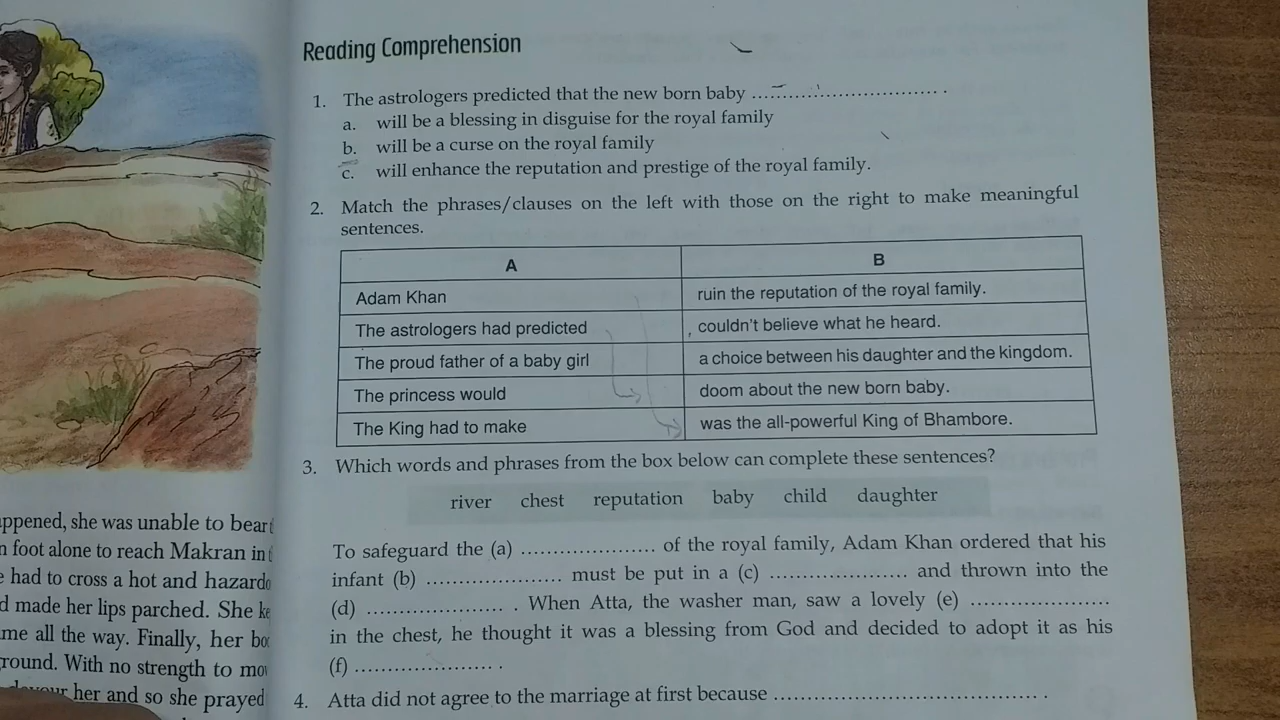 Reading Comprehension
1. The astrologers predicted that the new born baby ................................ .
a. will be a blessing in disguise for the royal family
b. will be a curse on the royal family
c. will enhance the reputation and prestige of the royal family.
2. Match the phrases/clauses on the left with those on the right to make meaningful
sentences.
A B
Adam Khan ruin the reputation of the royal family.
The astrologers had predicted couldn't believe what he heard.
The proud father of a baby girl a choice between his daughter and the kingdom.
The princess would doom about the new born baby.
The King had to make was the all-powerful King of Bhambore.
3. Which words and phrases from the box below can complete these sentences?
river chest reputation baby child daughter
To safeguard the (a) ..................... of the royal family, Adam Khan ordered that his
infant (b) ..................... must be put in a (c) ..................... and thrown into the
(d) ..................... . When Atta, the washer man, saw a lovely (e) .....................
in the chest, he thought it was a blessing from God and decided to adopt it as his
(f) ..................... .
4. Atta did not agree to the marriage at first because ........................................ .
ppened, she was unable to bear
foot alone to reach Makran in
had to cross a hot and
made her lips parched. She
me all the way. Finally, her
round. With no strength to
her and so she prayed